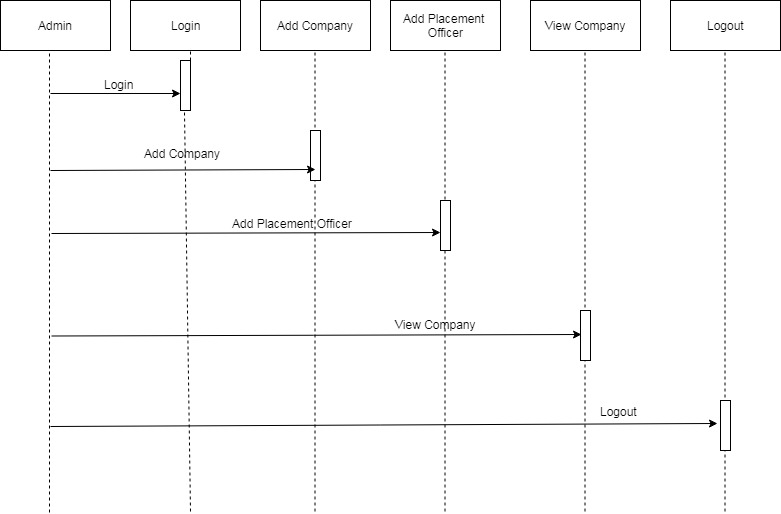 Admin
Login
Add Company
Add Placement
Officer
View Company
Logout
Login
Add Company
Add Placement Officer
View Company
Logout